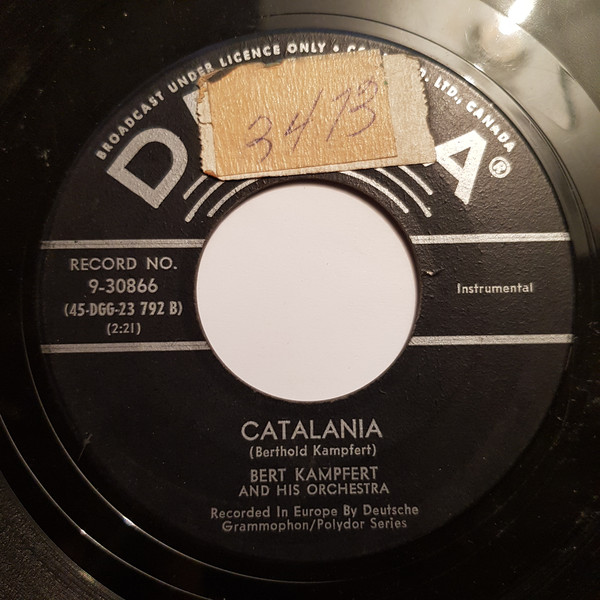 BROADCAST UNDER LICENCE ONLY • CO LTD., CANADA
3473
D A®
RECORD NO.
9-30866
(45-DGG-23 792 B)
(2:21)
Instrumental
CATALANIA
(Berthold Kampfert)
BERT KAMPFERT
AND HIS ORCHESTRA
Recorded In Europe By Deutsche
Grammophon/Polydor Series